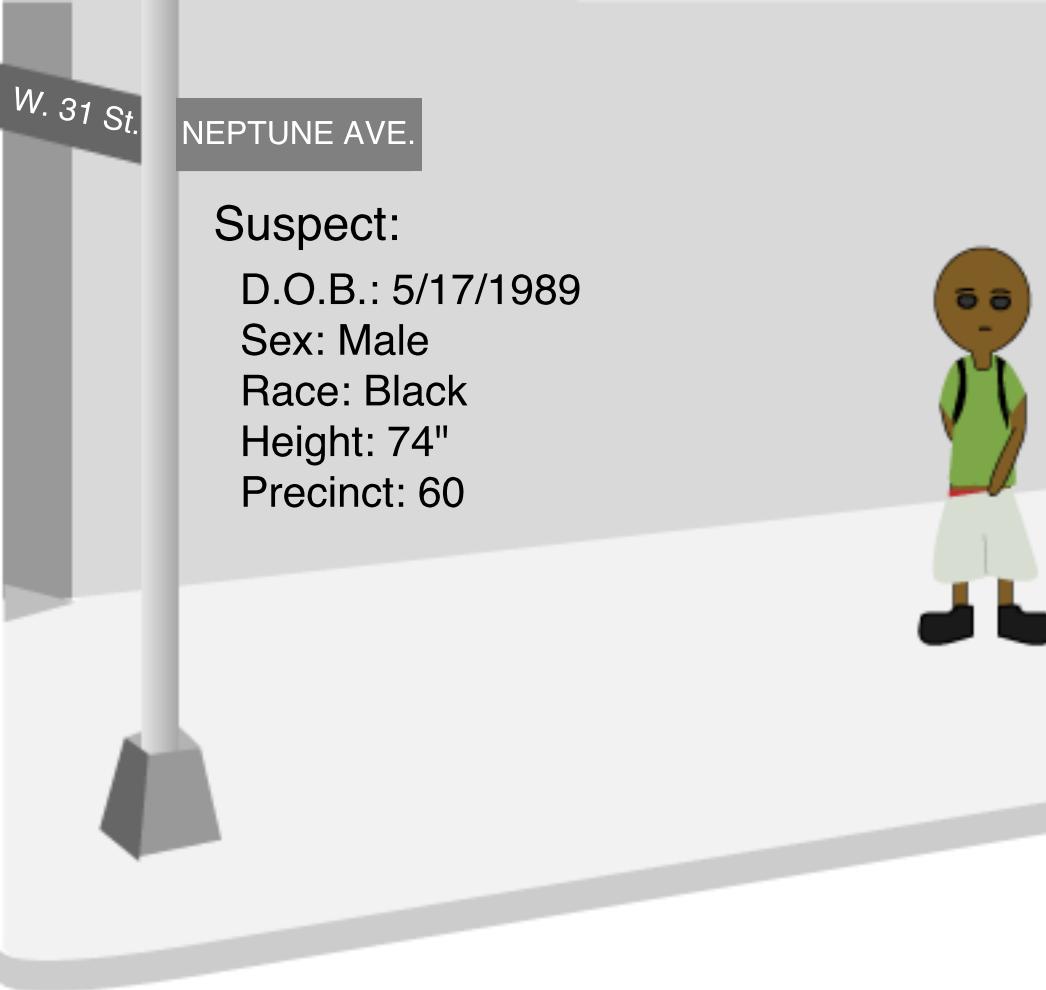 W. 31 St.
NEPTUNE AVE.
Suspect:
D.O.B.: 5/17/1989
Sex: Male
Race: Black
Height: 74"
Precinct: 60